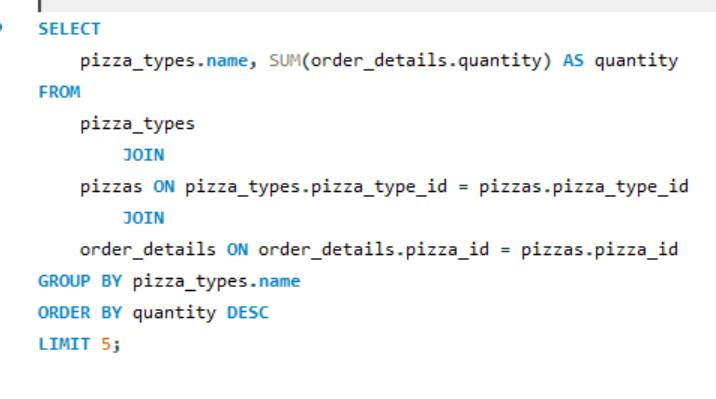 SELECT
pizza_types.name, SUM(order_details.quantity) AS quantity
FROM
pizza_types
JOIN
pizzas ON pizza_types.pizza_type_id = pizzas.pizza_type_id
JOIN
order_details ON order_details.pizza_id = pizzas.pizza_id
GROUP BY pizza_types.name
ORDER BY quantity DESC
LIMIT 5;